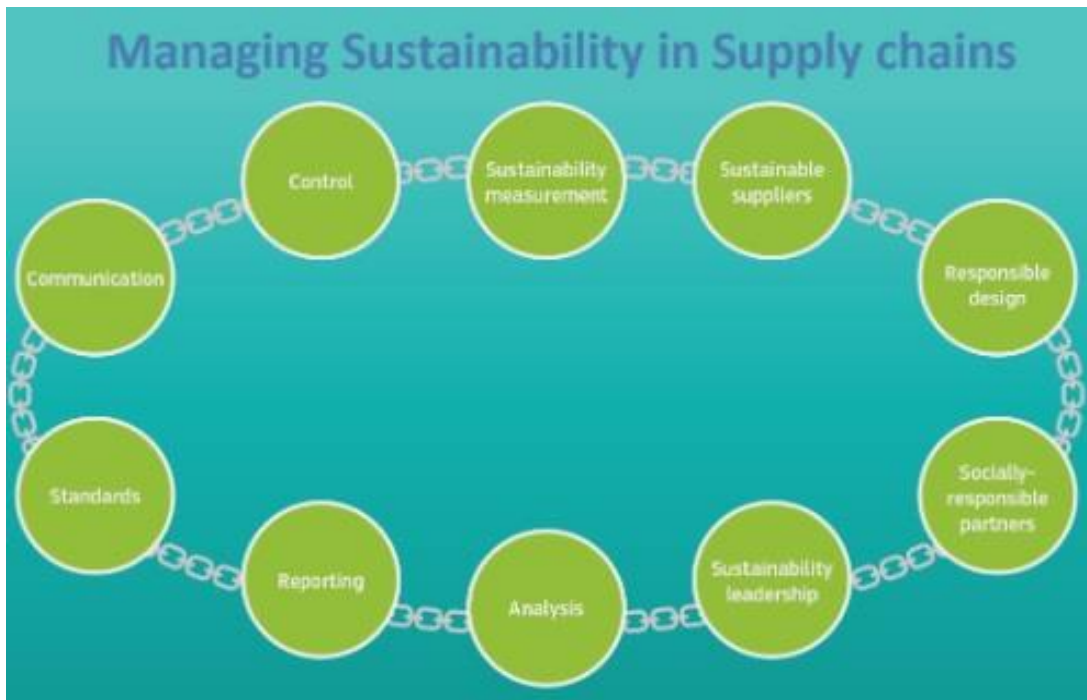 Managing Sustainability in Supply chains
Control
Sustainability
measurement
Sustainable
suppliers
Communication
Responsible
design
Standards
Socially-
responsible
partners
Reporting
Analysis
Sustainability
leadership